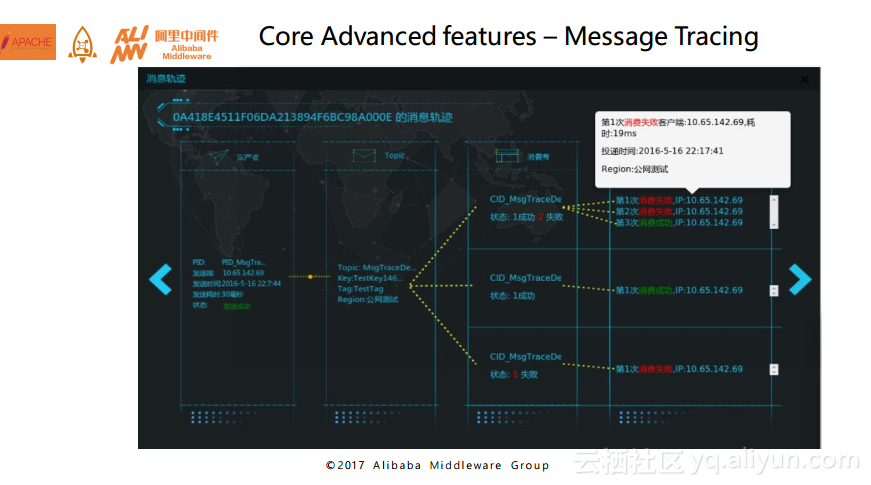 APACHE
阿里中间件
Alibaba
Middleware
Core Advanced features – Message Tracing
消息轨迹
0A418E4511F06DA213894F6BC98A000E 的消息轨迹
生产者
Topic
消费者
第1次消费失败客户端:10.65.142.69,耗
时:19ms
投递时间:2016-5-16 22:17:41
Region:公网测试
PID: PID_MsgTra...
发送端: 10.65.142.69
发送时间:2016-5-16 22:7:44
发送耗时:30毫秒
状态: 发送成功
Topic: MsgTraceDe...
Key:TestKey146...
Tag:TestTag
Region:公网测试
CID_MsgTraceDe
状态: 1成功 2 失败
第1次消费失败,IP:10.65.142.69
第2次消费失败,IP:10.65.142.69
第3次消费成功,IP:10.65.142.69
CID_MsgTraceDe
状态: 1成功
第1次消费成功,IP:10.65.142.69
CID_MsgTraceDe
状态: 1 失败
第1次消费失败,IP:10.65.142.69
©2017 Alibaba Middleware Group
云栖社区 yq.aliyun.com